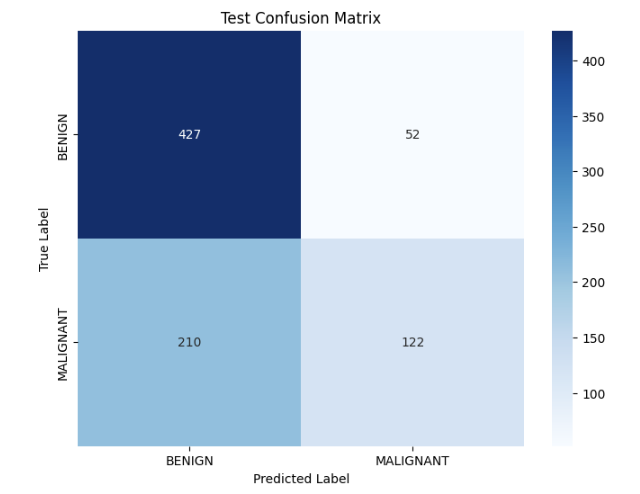 Test Confusion Matrix
True Label
BENIGN
427
52
MALIGNANT
210
122
BENIGN
MALIGNANT
Predicted Label
400
350
300
250
200
150
100